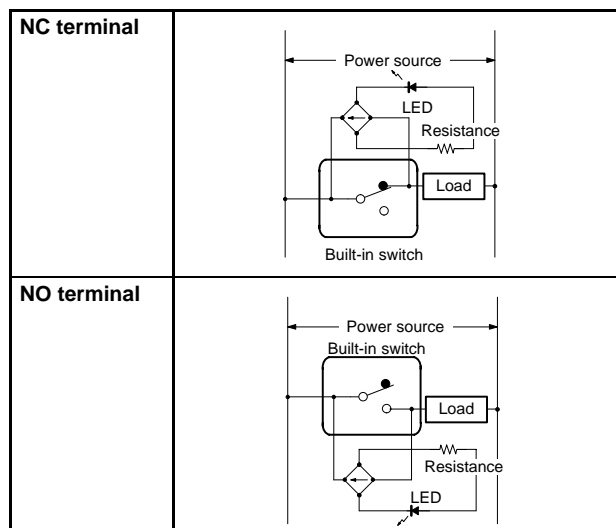 NC terminal
Power source
LED
Resistance
Load
Built-in switch
NO terminal
Power source
Built-in switch
Load
Resistance
LED